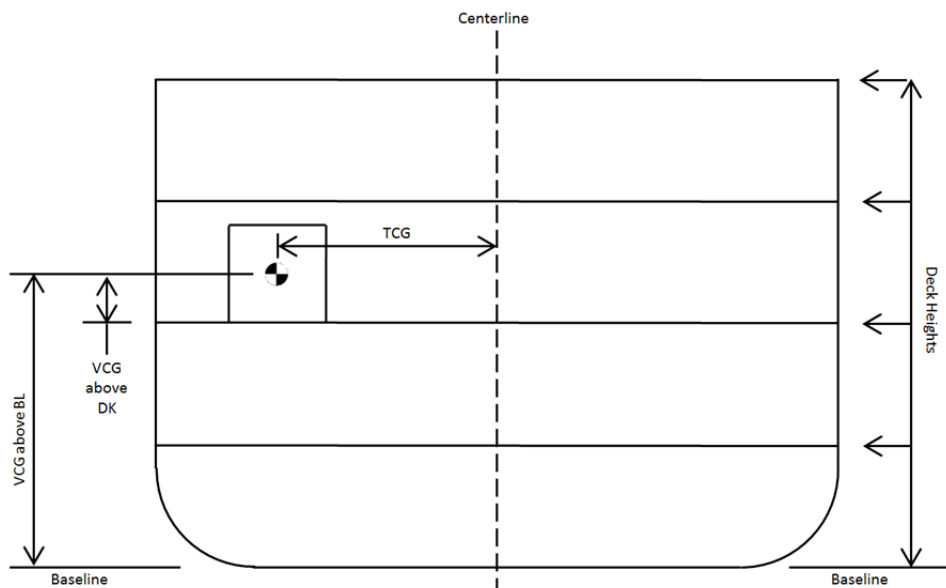 Centerline
TCG
VCG
above
DK
VCG above BL
Deck Heights
Baseline
Baseline